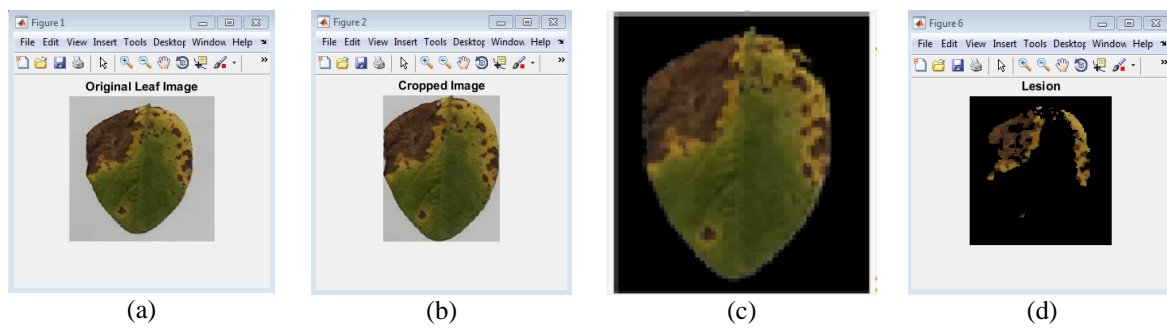 Figure 1
File Edit View Insert Tools Desktop Window Help
Original Leaf Image
(a)
Figure 2
File Edit View Insert Tools Desktop Window Help
Cropped Image
(b)
(c)
Figure 6
File Edit View Insert Tools Desktop Window Help
Lesion
(d)